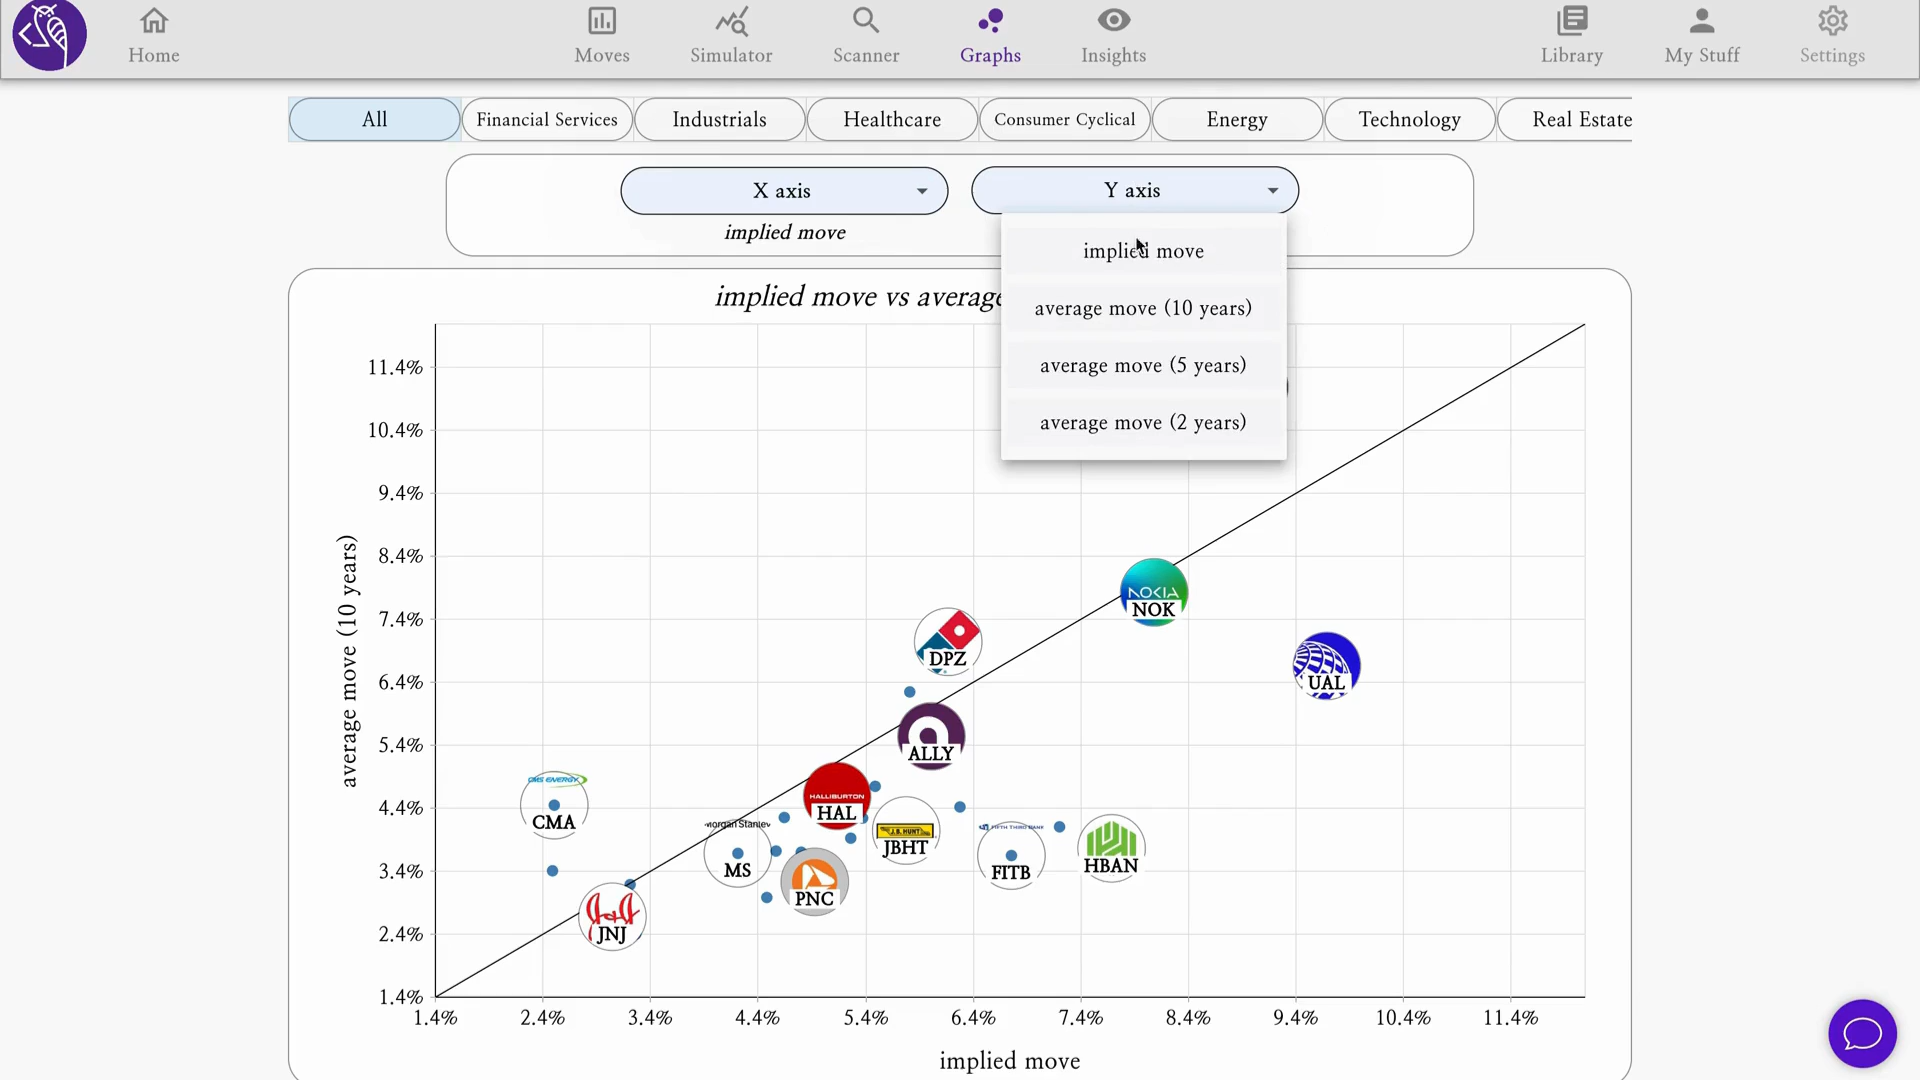 Home
Moves
Simulator
Scanner
Graphs
Insights
Library
My Stuff
Settings
All
Financial Services
Industrials
Healthcare
Consumer Cyclical
Energy
Technology
Real Estate
X axis
Y axis
implied move
implied move
average move (10 years)
average move (5 years)
average move (2 years)
implied move vs average
11.4%
10.4%
9.4%
8.4%
7.4%
6.4%
5.4%
4.4%
3.4%
2.4%
1.4%
average move (10 years)
NOKIA
NOK
DPZ
UAL
ALLY
CMS ENERGY
CMA
HALLIBURTON
HAL
Morgan Stanley
MS
J.B. HUNT
JBHT
FIFTH THIRD BANK
FITB
HBAN
PNC
JNJ
1.4%
2.4%
3.4%
4.4%
5.4%
6.4%
7.4%
8.4%
9.4%
10.4%
11.4%
implied move